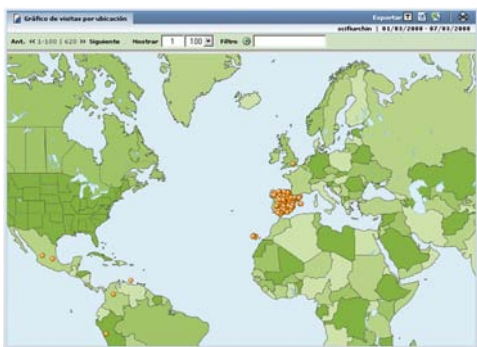 Gráfico de visitas por ubicación
Exportar
scifiurchin | 01/03/2008 - 07/03/2008
Ant. « 1-100 | 620 » Siguiente Mostrar 1 100 Filtro